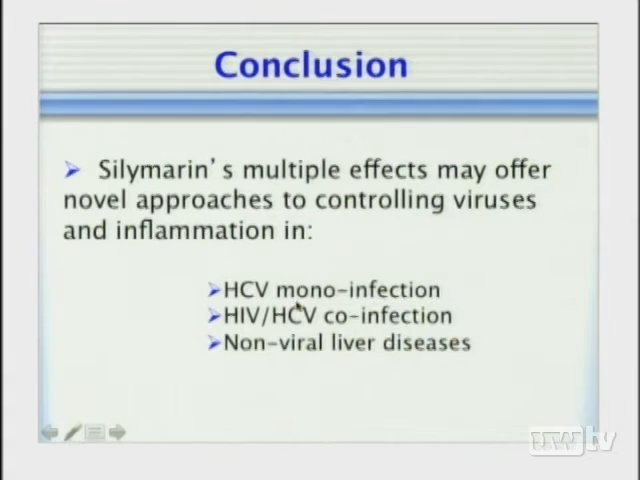 Conclusion
Silymarin's multiple effects may offer
novel approaches to controlling viruses
and inflammation in:
HCV mono-infection
HIV/HCV co-infection
Non-viral liver diseases
uwtv